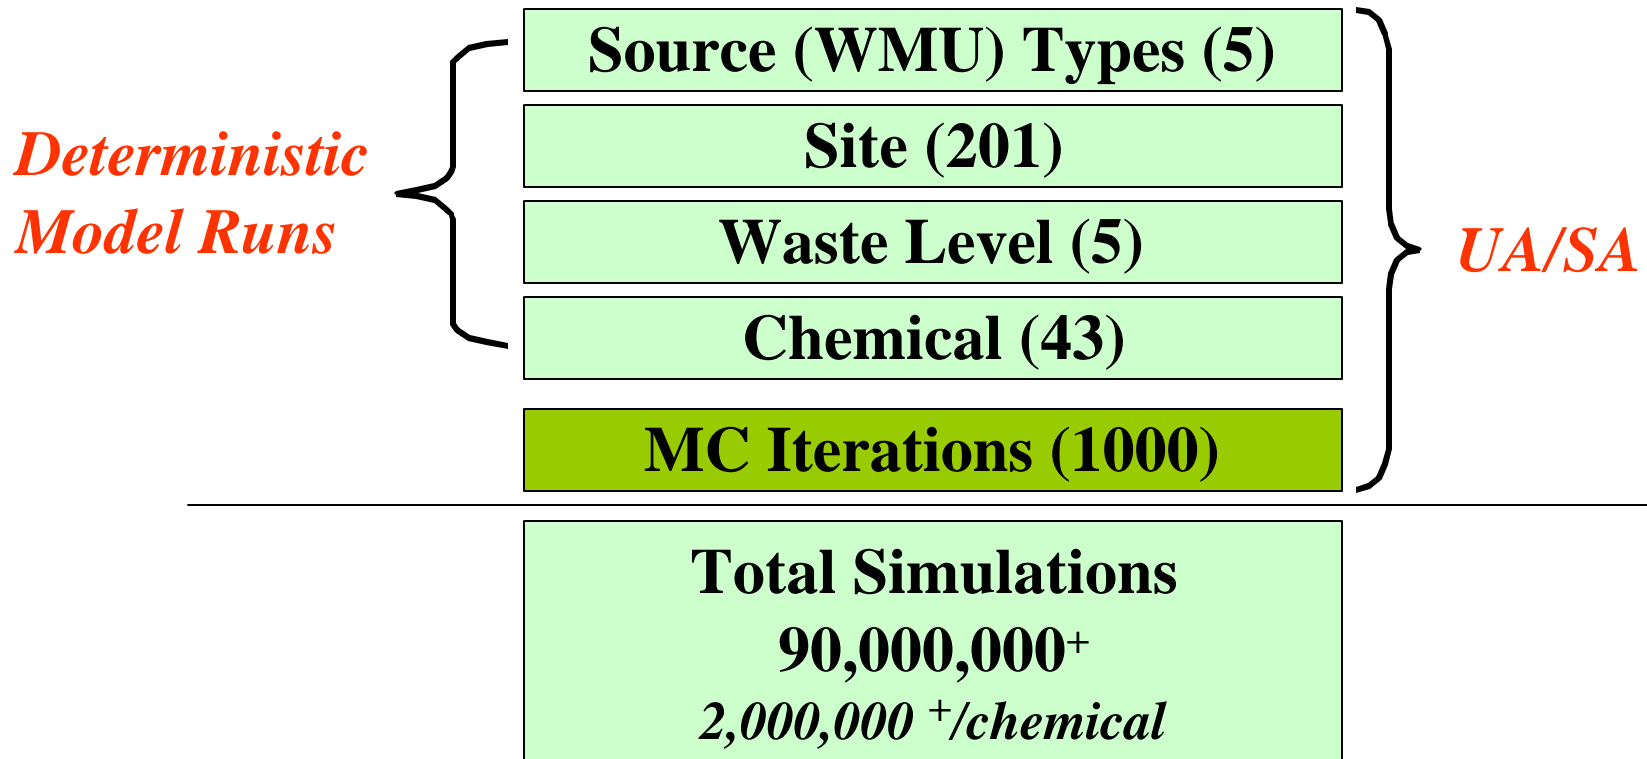 Source (WMU) Types (5)
Site (201)
Waste Level (5)
Chemical (43)
MC Iterations (1000)
Deterministic
Model Runs
UA/SA
Total Simulations
90,000,000⁺
2,000,000 ⁺/chemical